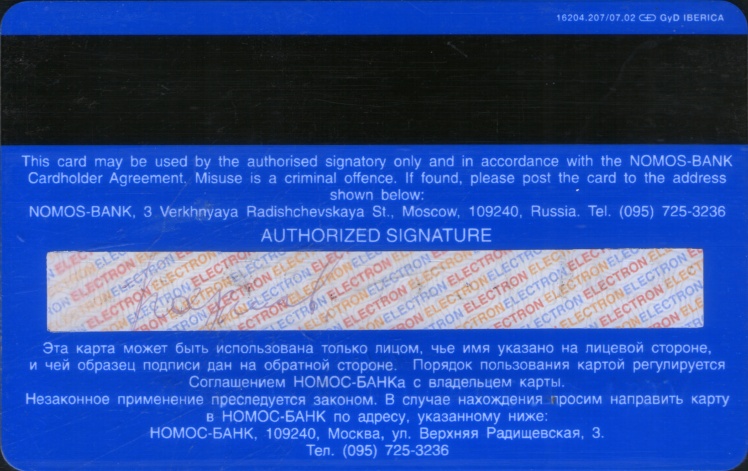 16204.207/07.02 GyD IBERICA
This card may be used by the authorised signatory only and in accordance with the NOMOS-BANK
Cardholder Agreement. Misuse is a criminal offence. If found, please post the card to the address
shown below:
NOMOS-BANK, 3 Verkhnyaya Radishchevskaya St., Moscow, 109240, Russia. Tel. (095) 725-3236
AUTHORIZED SIGNATURE
ELECTRON ELECTRON ELECTRON ELECTRON ELECTRON ELECTRON
Эта карта может быть использована только лицом, чье имя указано на лицевой стороне,
и чей образец подписи дан на обратной стороне. Порядок пользования картой регулируется
Соглашением НОМОС-БАНКа с владельцем карты.
Незаконное применение преследуется законом. В случае нахождения просим направить карту
в НОМОС-БАНК по адресу, указанному ниже:
НОМОС-БАНК, 109240, Москва, ул. Верхняя Радищевская, 3.
Тел. (095) 725-3236